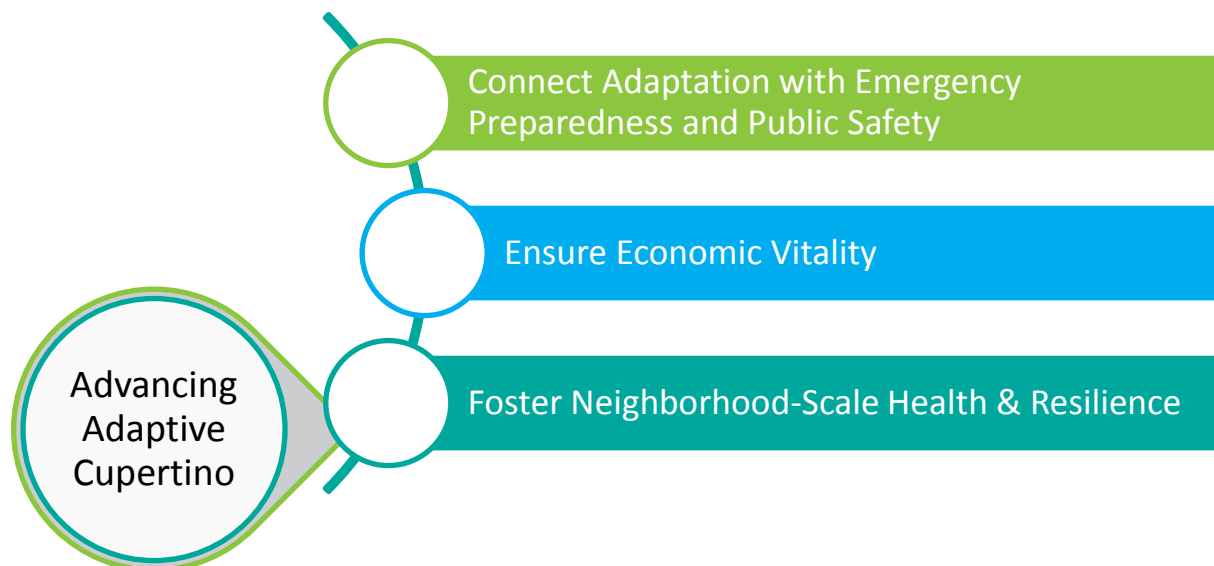 Connect Adaptation with Emergency
Preparedness and Public Safety
Ensure Economic Vitality
Foster Neighborhood-Scale Health & Resilience
Advancing
Adaptive
Cupertino